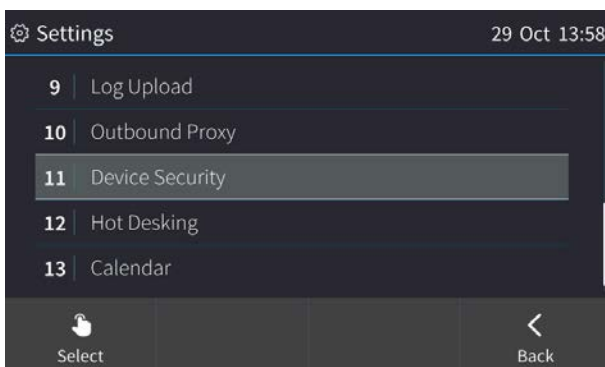 Settings 29 Oct 13:58
9 Log Upload
10 Outbound Proxy
11 Device Security
12 Hot Desking
13 Calendar
Select Back